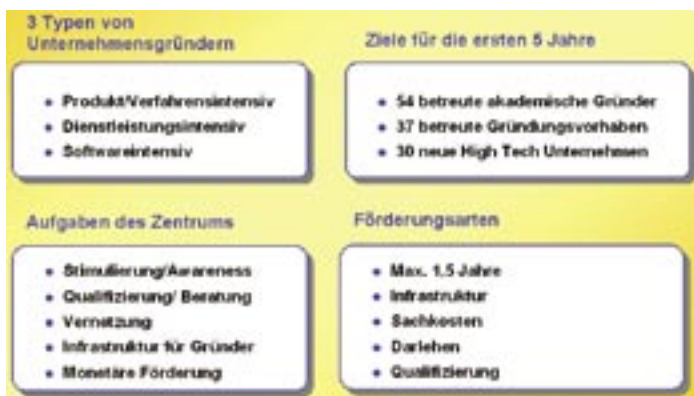 3 Typen von
Unternehmensgründern
• Produkt/Verfahrensintensiv
• Dienstleistungsintensiv
• Softwareintensiv
Ziele für die ersten 5 Jahre
• 54 betreute akademische Gründer
• 37 betreute Gründungsvorhaben
• 30 neue High Tech Unternehmen
Aufgaben des Zentrums
• Stimulierung/Awareness
• Qualifizierung/ Beratung
• Vernetzung
• Infrastruktur für Gründer
• Monetäre Förderung
Förderungsarten
• Max. 1,5 Jahre
• Infrastruktur
• Sachkosten
• Darlehen
• Qualifizierung